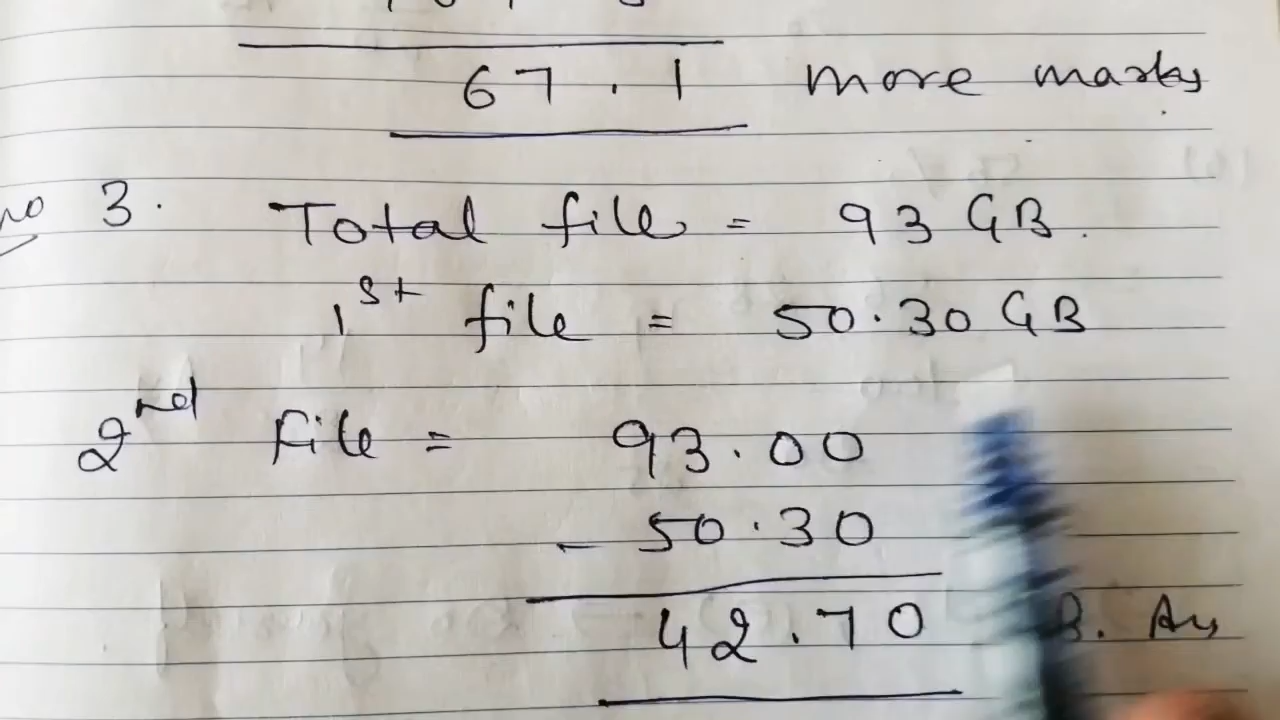 67.1 more marks
no 3. Total file = 93 GB.
1st file = 50.30 GB
2nd file = 93.00
- 50.30
42.70 B. Ans